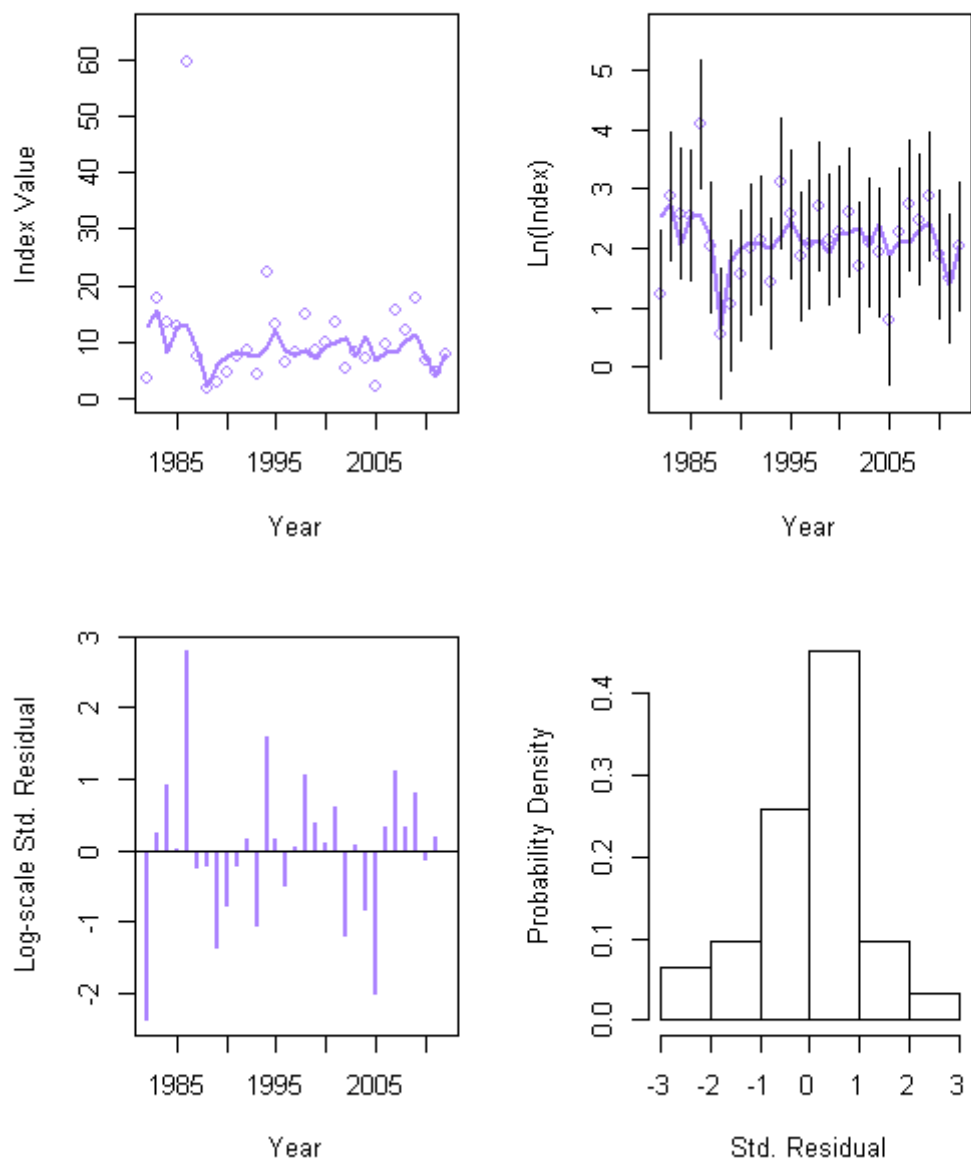 Index Value
60
50
40
30
20
10
0
1985 1995 2005
Year
Ln(Index)
5
4
3
2
1
0
1985 1995 2005
Year
Log-scale Std. Residual
3
2
1
0
-1
-2
1985 1995 2005
Year
Probability Density
0.4
0.3
0.2
0.1
0.0
-3 -2 -1 0 1 2 3
Std. Residual